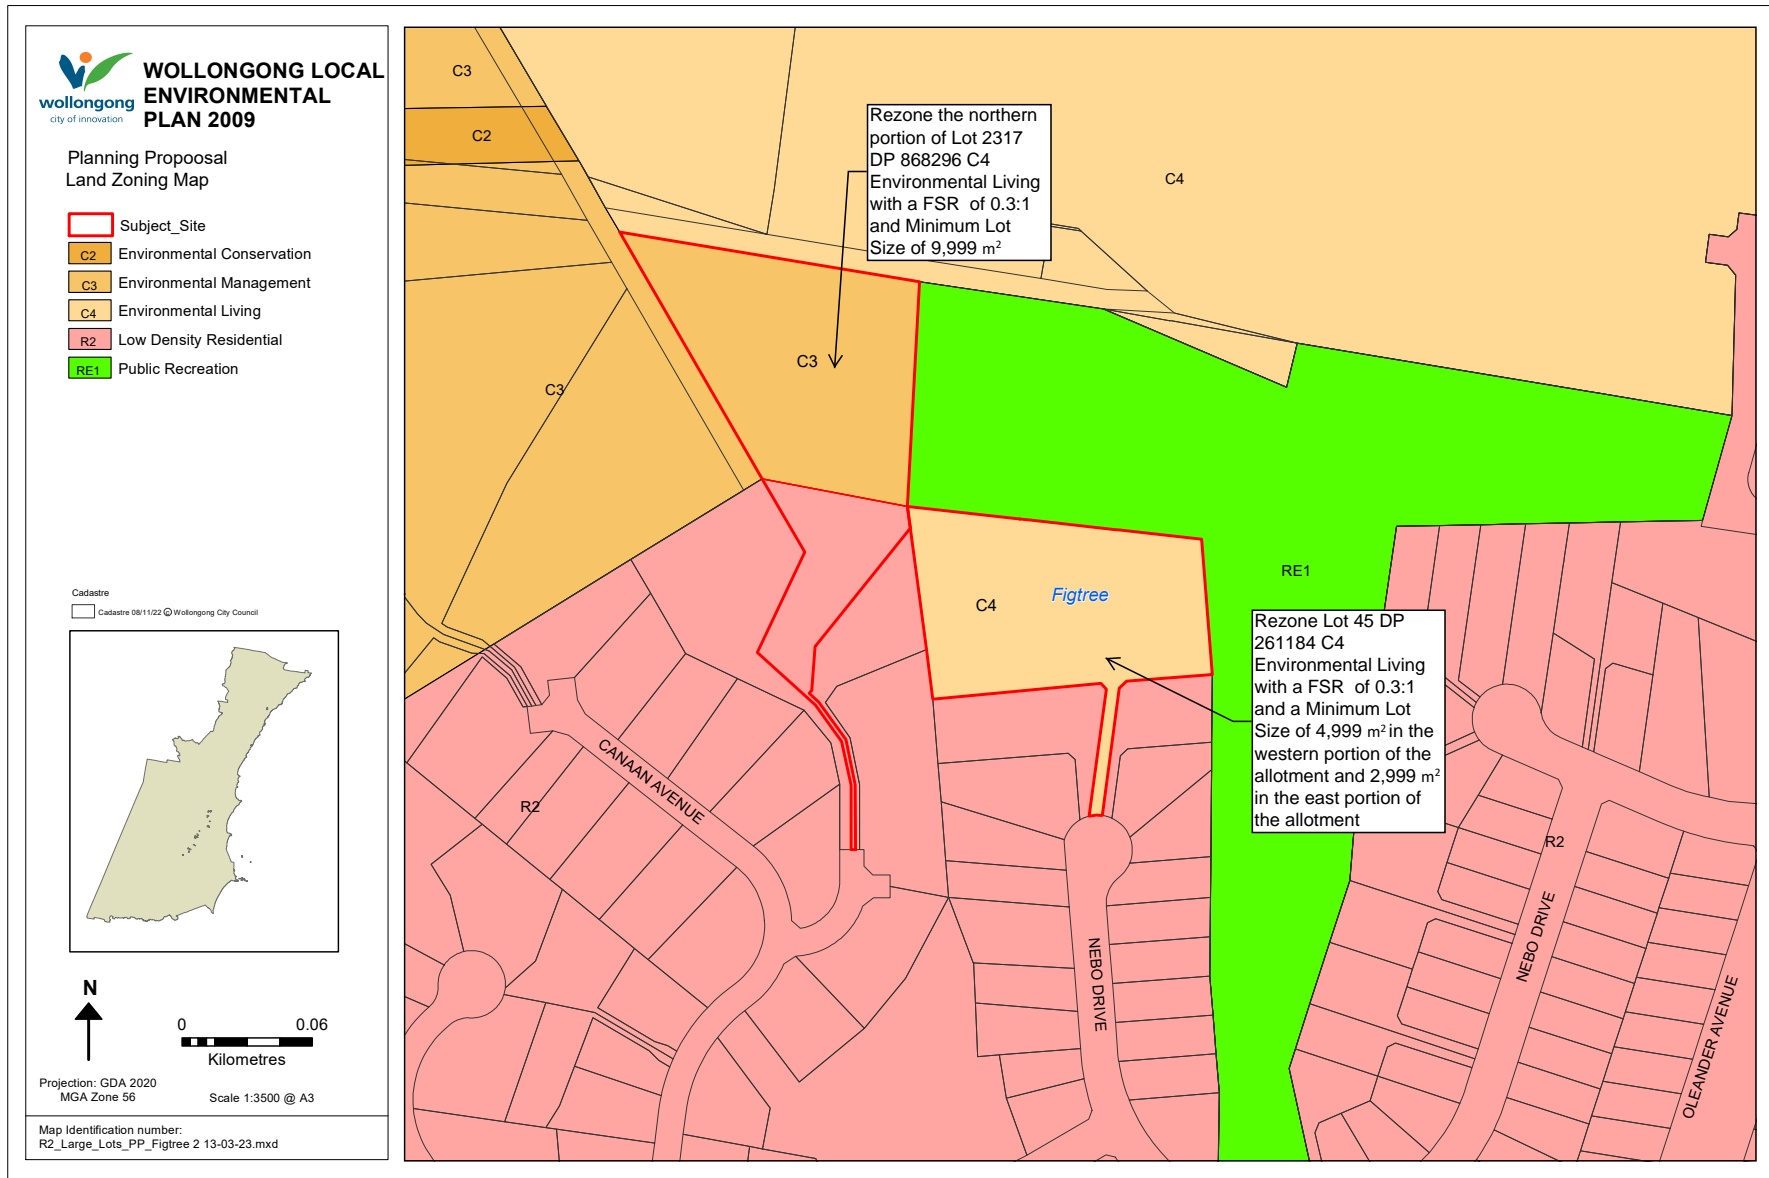 wollongong
city of innovation
WOLLONGONG LOCAL
ENVIRONMENTAL
PLAN 2009
Planning Propoosal
Land Zoning Map
Subject_Site
C2 Environmental Conservation
C3 Environmental Management
C4 Environmental Living
R2 Low Density Residential
RE1 Public Recreation
Cadastre
Cadastre 08/11/22 © Wollongong City Council
N
0 0.06
Kilometres
Projection: GDA 2020
MGA Zone 56
Scale 1:3500 @ A3
Map Identification number:
R2_Large_Lots_PP_Figtree 2 13-03-23.mxd
C3
C2
Rezone the northern
portion of Lot 2317
DP 868296 C4
Environmental Living
with a FSR of 0.3:1
and Minimum Lot
Size of 9,999 m²
C4
C3
C3
RE1
C4
Figtree
Rezone Lot 45 DP
261184 C4
Environmental Living
with a FSR of 0.3:1
and a Minimum Lot
Size of 4,999 m² in the
western portion of the
allotment and 2,999 m²
in the east portion of
the allotment
CANAAN AVENUE
R2
R2
NEBO DRIVE
NEBO DRIVE
OLEANDER AVENUE